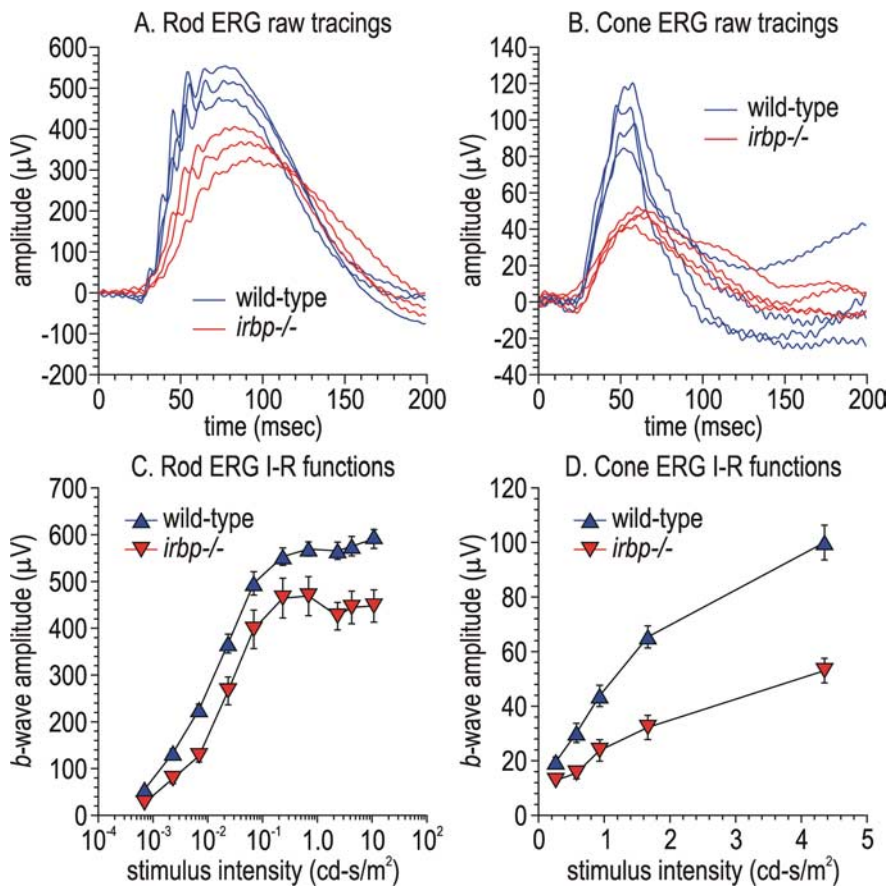 A. Rod ERG raw tracings
600
500
400
300
200
100
0
-100
-200
amplitude (µV)
0
50
100
150
200
time (msec)
wild-type
irbp-/-
B. Cone ERG raw tracings
140
120
100
80
60
40
20
0
-20
-40
amplitude (µV)
0
50
100
150
200
time (msec)
wild-type
irbp-/-
C. Rod ERG I-R functions
700
600
500
400
300
200
100
0
b-wave amplitude (µV)
10⁻⁴
10⁻³
10⁻²
10⁻¹
1.0
10¹
10²
stimulus intensity (cd-s/m²)
wild-type
irbp-/-
D. Cone ERG I-R functions
120
100
80
60
40
20
0
b-wave amplitude (µV)
0
1
2
3
4
5
stimulus intensity (cd-s/m²)
wild-type
irbp-/-